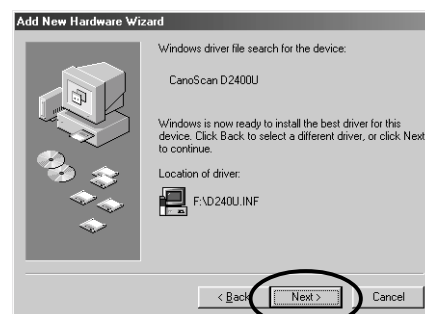 Add New Hardware Wizard
Windows driver file search for the device:
CanoScan D2400U
Windows is now ready to install the best driver for this
device. Click Back to select a different driver, or click Next
to continue.
Location of driver:
F:\D240U.INF
< Back
Next >
Cancel